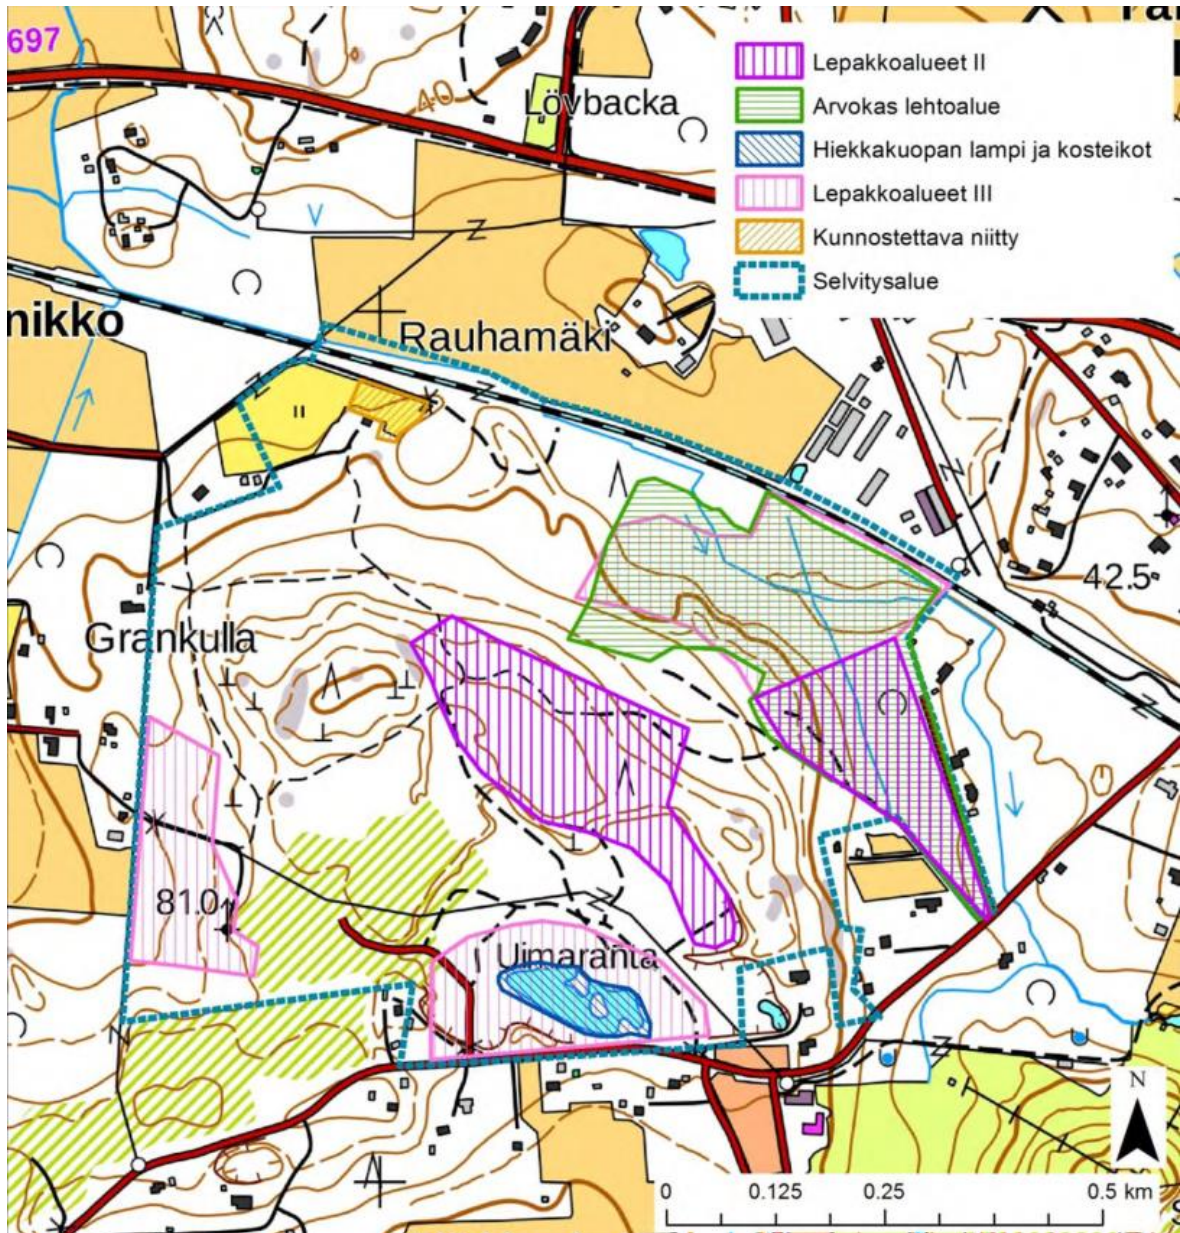 697
40
Lövbacka
Lepakkoalueet II
Arvokas lehtoalue
Hiekkakuopan lampi ja kosteikot
Lepakkoalueet III
Kunnostettava niitty
Selvitysalue
nikko
Rauhamäki
42.5
Grankulla
81.0
Uimaranta
N
0 0.125 0.25 0.5 km